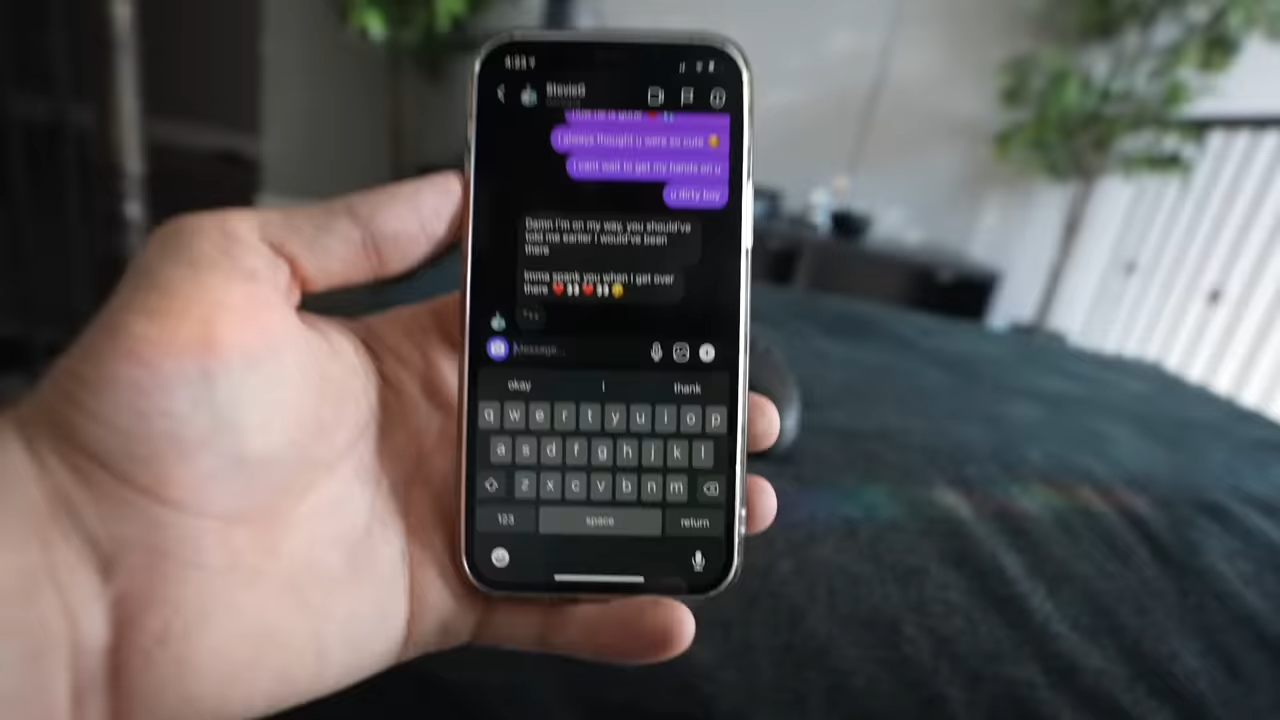 StevieG
I always thought u were so cute 😋
I cant wait to get my hands on u
u dirty boy
Damn I'm on my way, you should've
told me earlier I would've been
there
Imma spank you when I get over
there ❤️👀❤️👀😋
Message...
okay i thank
q w e r t y u i o p
a s d f g h j k l
z x c v b n m
123 space return